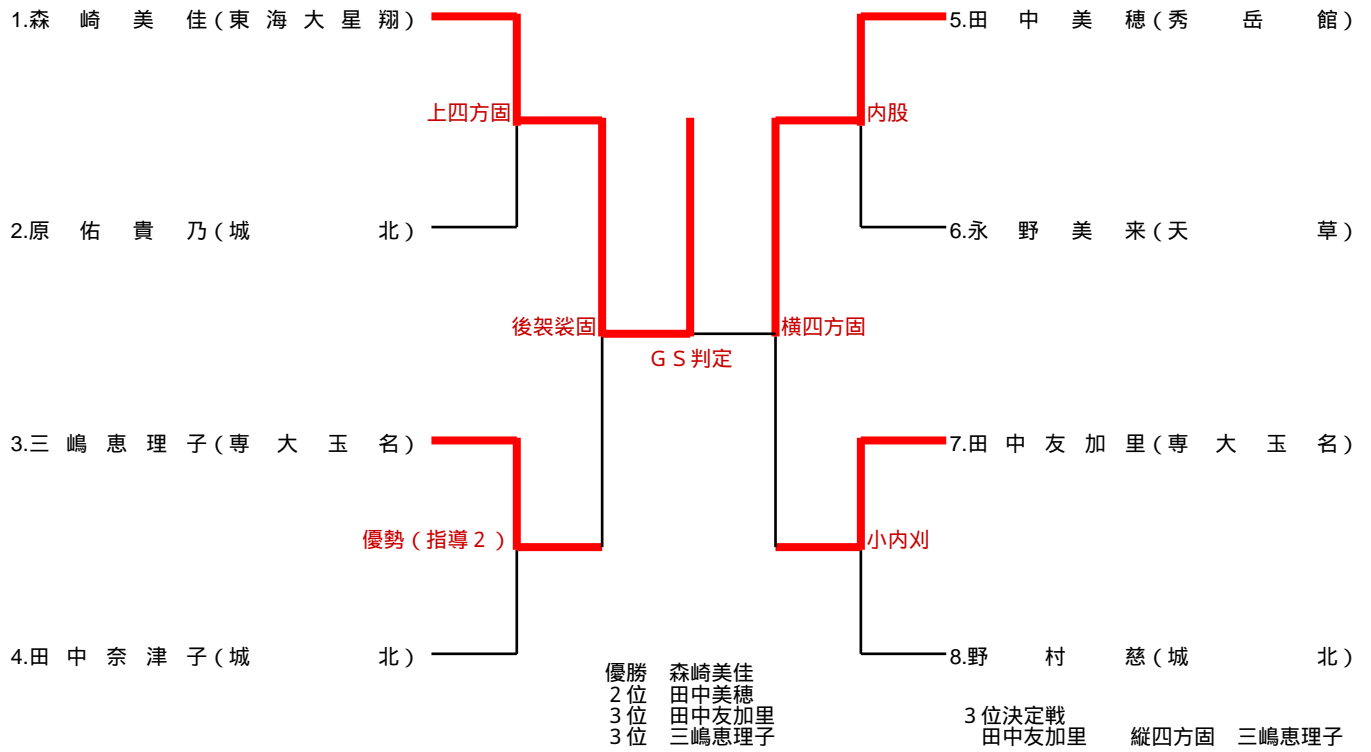 1.森崎美佳(東海大星翔)
5.田中美穂(秀岳館)
上四方固
内股
2.原佑貴乃(城北)
6.永野美来(天草)
後袈裟固
横四方固
ＧＳ判定
3.三嶋恵理子(専大玉名)
7.田中友加里(専大玉名)
優勢(指導２)
小内刈
4.田中奈津子(城北)
8.野村慈(城北)
優勝 森崎美佳
２位 田中美穂
３位 田中友加里
３位 三嶋恵理子
３位決定戦
田中友加里 縦四方固 三嶋恵理子